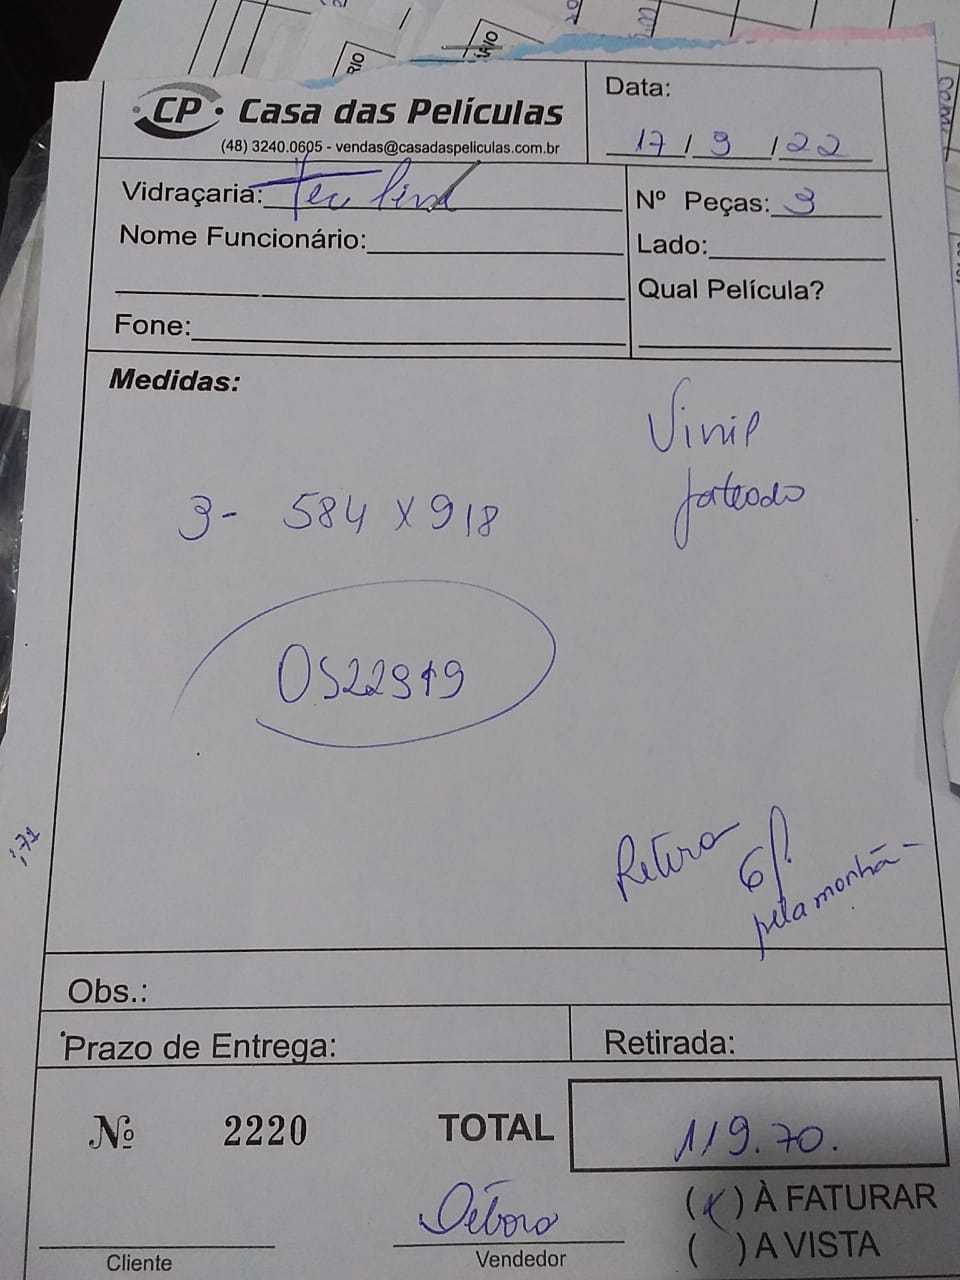 CP Casa das Películas
(48) 3240.0605 - vendas@casadaspeliculas.com.br
Data:
17 / 9 / 22
Vidraçaria: Tec
Nº Peças: 3
Nome Funcionário:
Lado:
Qual Película?
Fone:
Medidas:
Vinil
jateado
3- 584 X 918
OS22919
Retira 6ª
pela manhã
Obs.:
Prazo de Entrega:
Retirada:
Nº 2220
TOTAL 119.70.
Débora
(X) À FATURAR
( ) A VISTA
Cliente
Vendedor